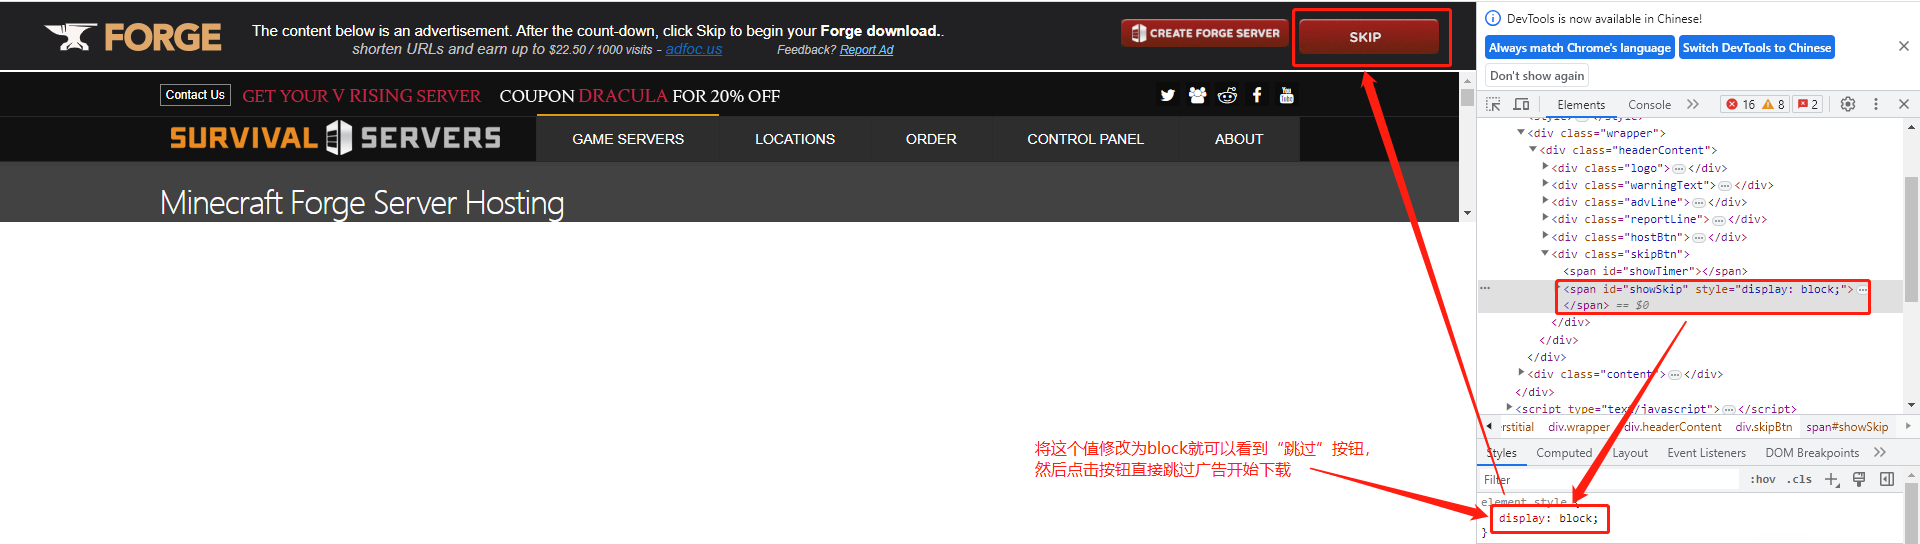 FORGE
The content below is an advertisement. After the count-down, click Skip to begin your Forge download..
shorten URLs and earn up to $22.50 / 1000 visits - adfoc.us
Feedback? Report Ad
CREATE FORGE SERVER
SKIP
Contact Us
GET YOUR V RISING SERVER COUPON DRACULA FOR 20% OFF
You Tube
SURVIVAL SERVERS
GAME SERVERS
LOCATIONS
ORDER
CONTROL PANEL
ABOUT
Minecraft Forge Server Hosting
将这个值修改为block就可以看到“跳过”按钮，
然后点击按钮直接跳过广告开始下载
DevTools is now available in Chinese!
Always match Chrome's language
Switch DevTools to Chinese
Don't show again
Elements
Console
16
8
2
<div class="wrapper">
<div class="headerContent">
<div class="logo"> </div>
<div class="warningText"> </div>
<div class="advLine"> </div>
<div class="reportLine"> </div>
<div class="hostBtn"> </div>
<div class="skipBtn">
<span id="showTimer"></span>
<span id="showSkip" style="display: block;">
</span> == $0
</div>
</div>
</div>
<div class="content"> </div>
</div>
<script type="text/javascript"> </script>
erstitial
div.wrapper
div.headerContent
div.skipBtn
span#showSkip
Styles
Computed
Layout
Event Listeners
DOM Breakpoints
Filter
:hov
.cls
element.style {
display: block;
}